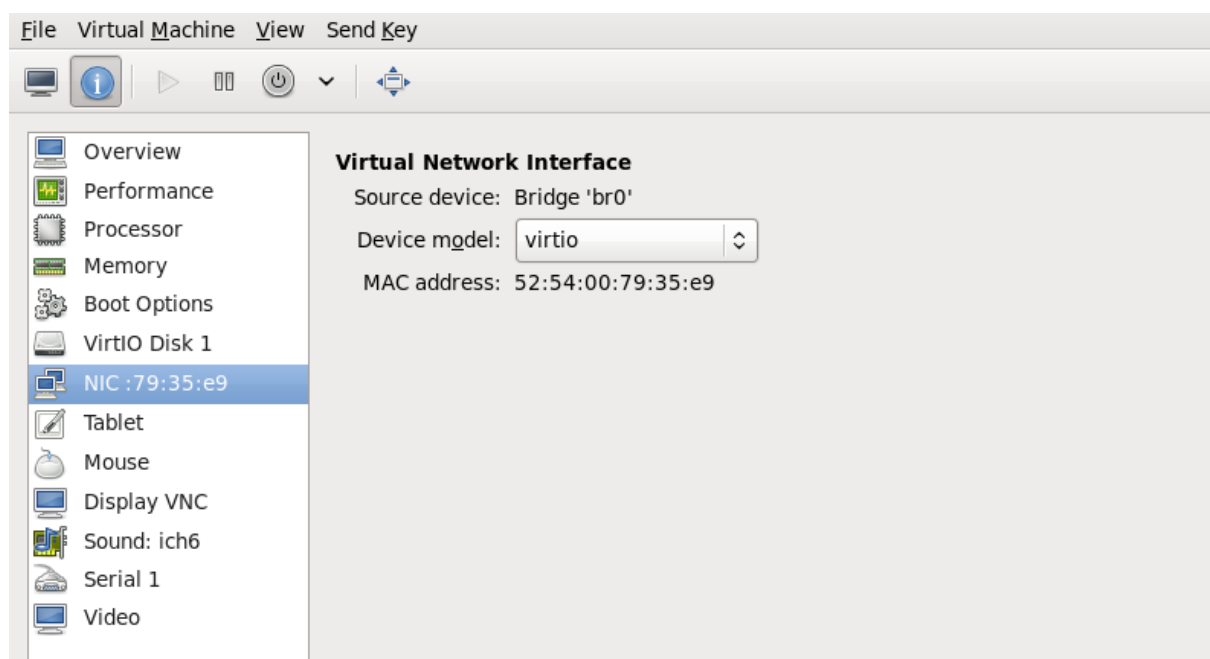 File Virtual Machine View Send Key
Overview
Performance
Processor
Memory
Boot Options
VirtIO Disk 1
NIC :79:35:e9
Tablet
Mouse
Display VNC
Sound: ich6
Serial 1
Video
Virtual Network Interface
Source device: Bridge 'br0'
Device model: virtio
MAC address: 52:54:00:79:35:e9